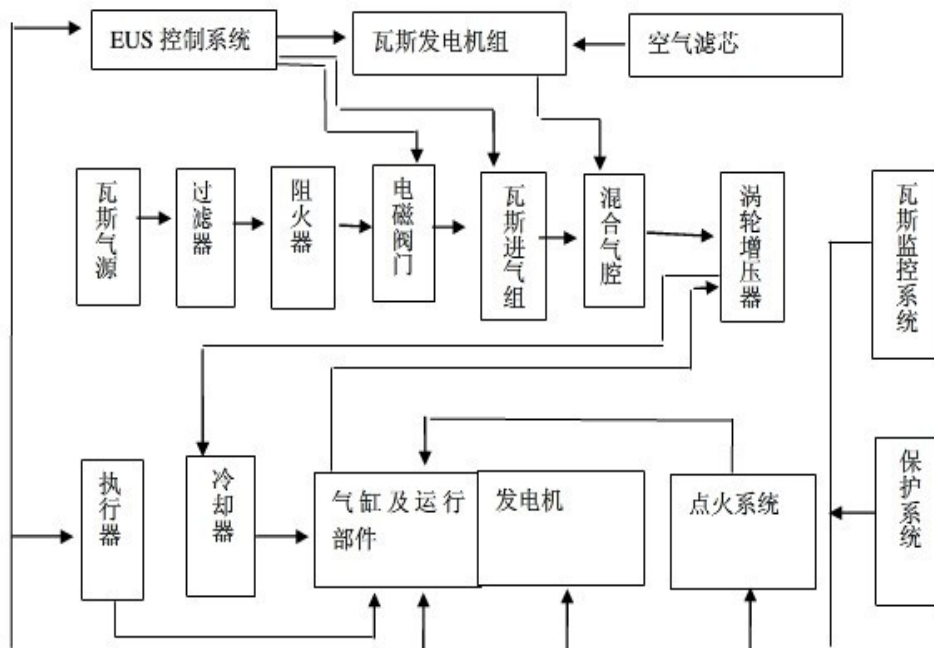 EUS 控制系统
瓦斯发电机组
空气滤芯
瓦斯气源
过滤器
阻火器
电磁阀门
瓦斯进气组
混合气腔
涡轮增压器
瓦斯监控系统
执行器
冷却器
气缸及运行
部件
发电机
点火系统
保护系统